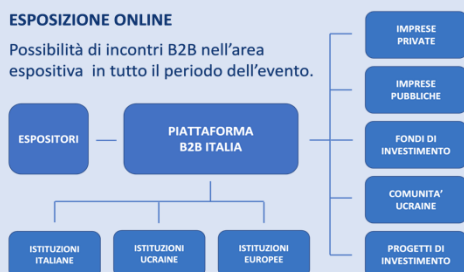 ESPOSIZIONE ONLINE
Possibilità di incontri B2B nell'area
espositiva in tutto il periodo dell'evento.
ESPOSITORI
PIATTAFORMA
B2B ITALIA
IMPRESE
PRIVATE
IMPRESE
PUBBLICHE
FONDI DI
INVESTIMENTO
COMUNITA'
UCRAINE
PROGETTI DI
INVESTIMENTO
ISTITUZIONI
ITALIANE
ISTITUZIONI
UCRAINE
ISTITUZIONI
EUROPEE